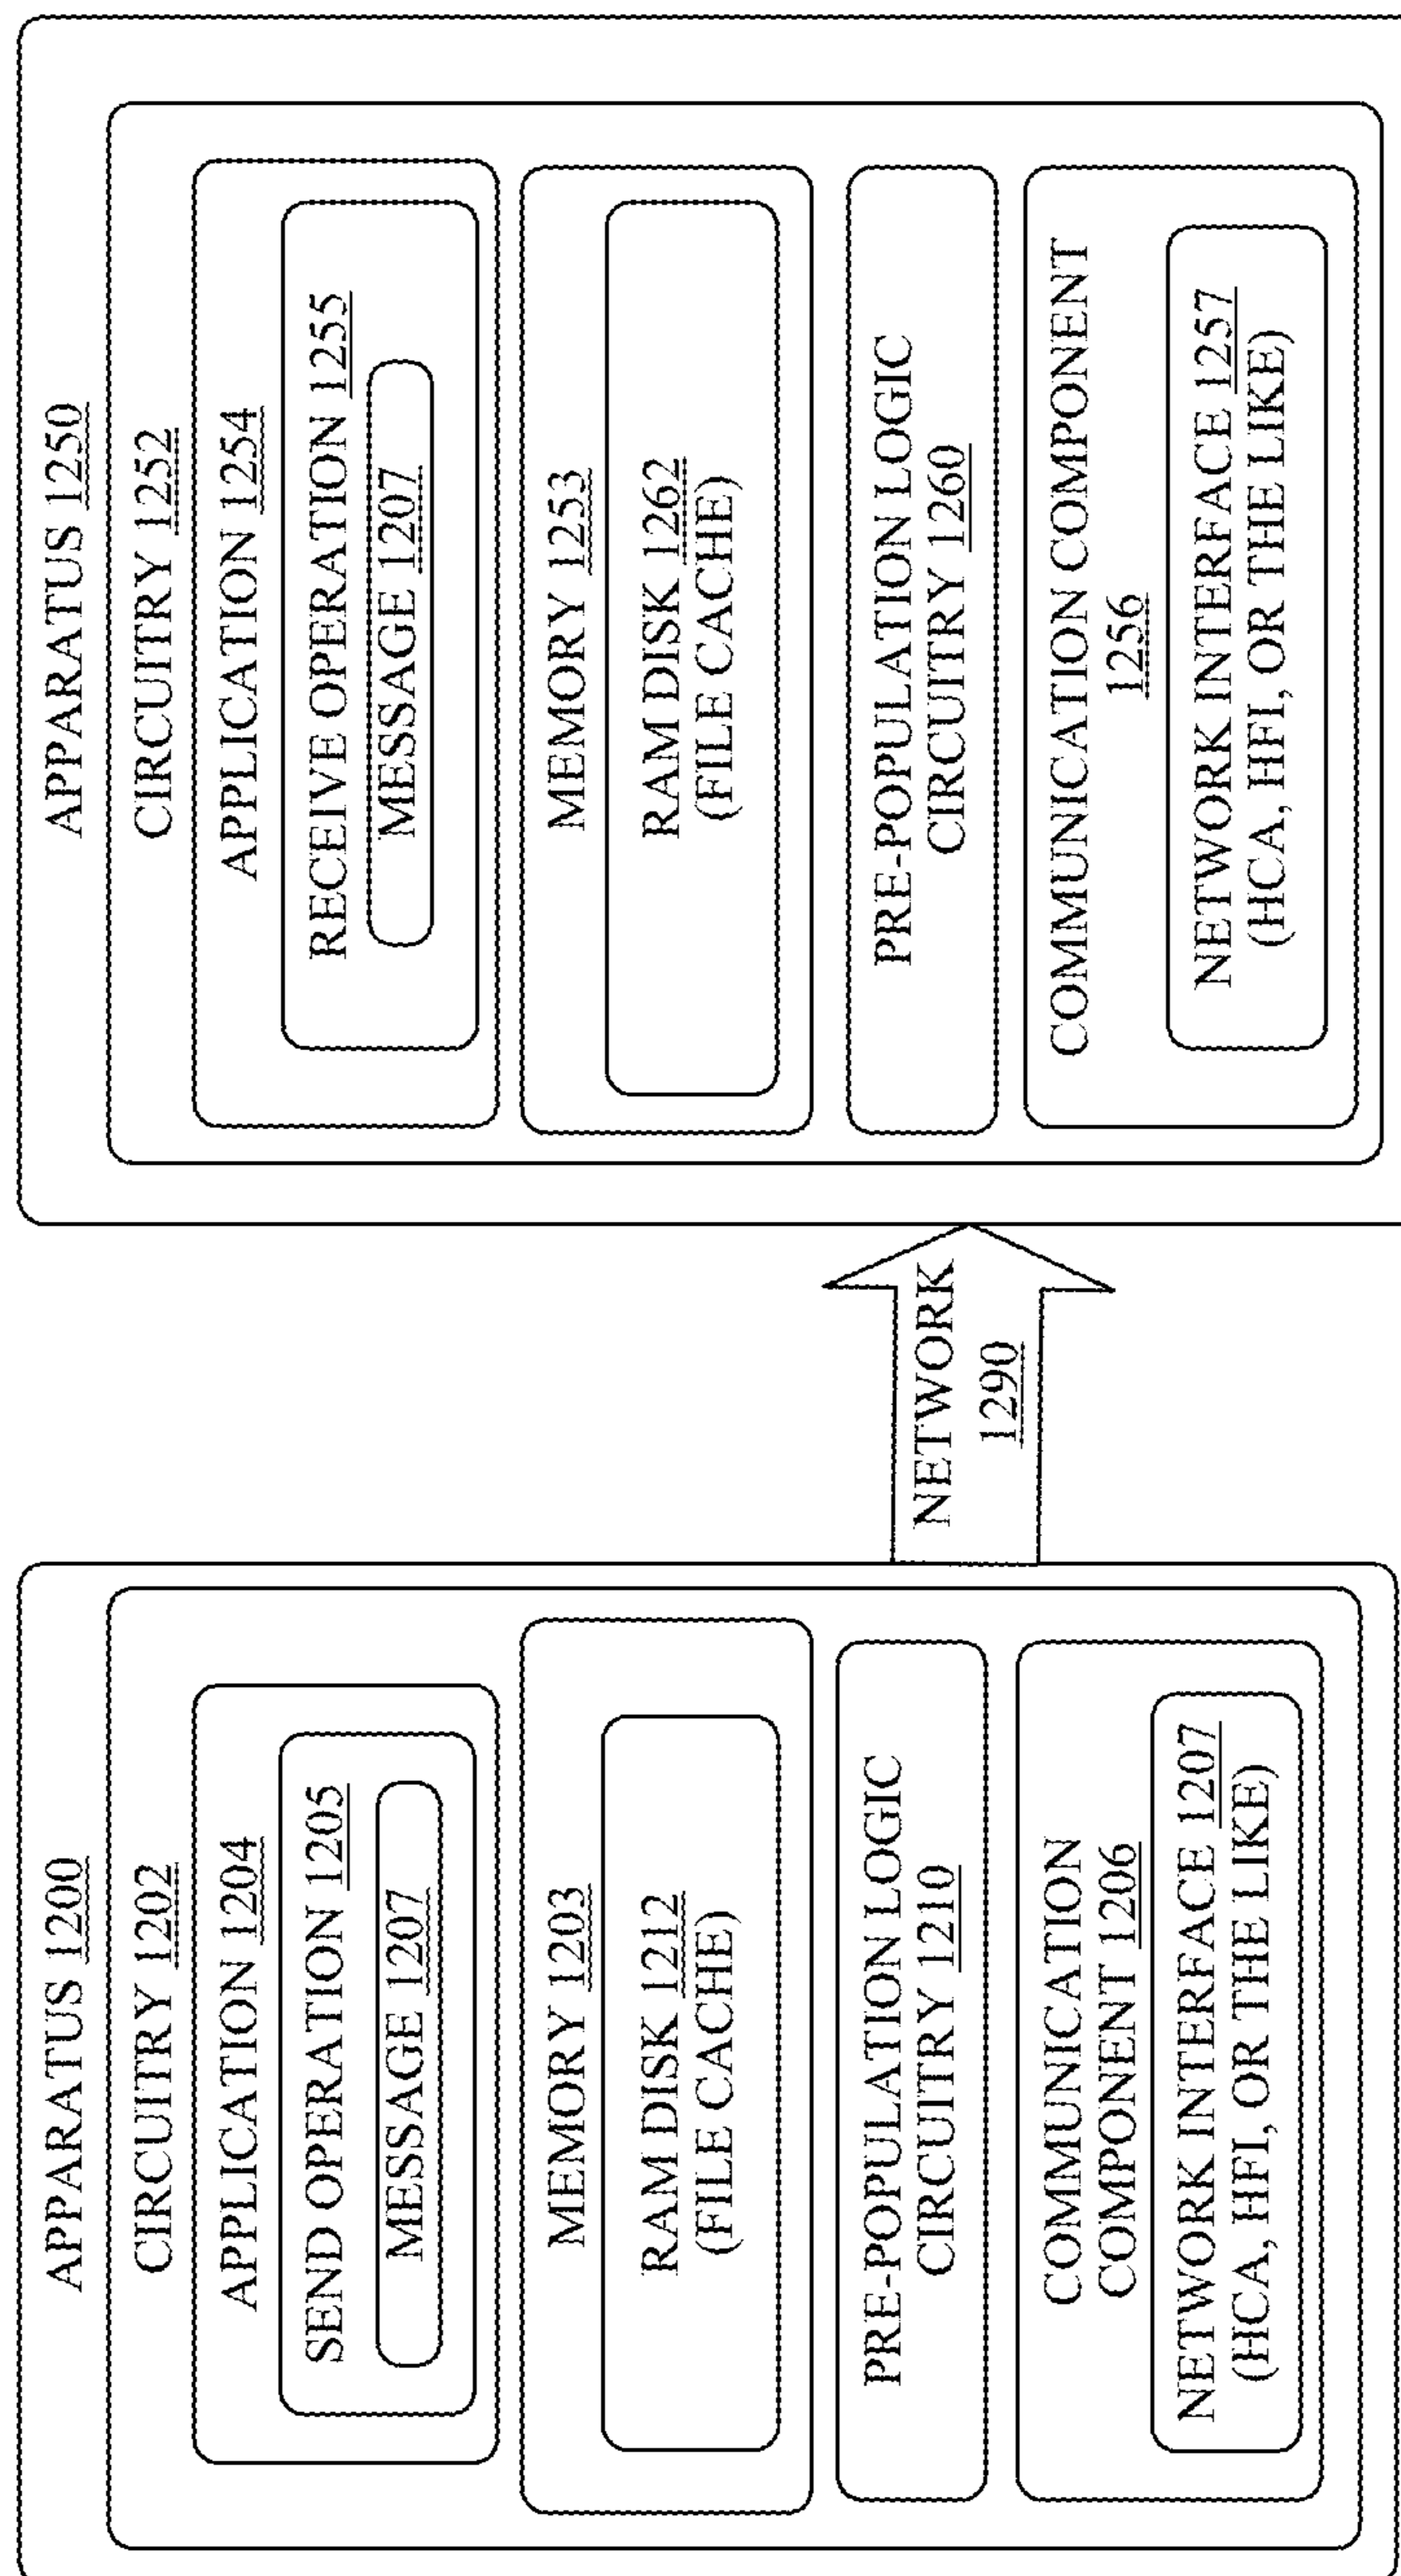 APPARATUS 1200
CIRCUITRY 1202
APPLICATION 1204
SEND OPERATION 1205
MESSAGE 1207
MEMORY 1203
RAM DISK 1212
(FILE CACHE)
PRE-POPULATION LOGIC
CIRCUITRY 1210
COMMUNICATION
COMPONENT 1206
NETWORK INTERFACE 1207
(HCA, HFI, OR THE LIKE)
NETWORK
1290
APPARATUS 1250
CIRCUITRY 1252
APPLICATION 1254
RECEIVE OPERATION 1255
MESSAGE 1207
MEMORY 1253
RAM DISK 1262
(FILE CACHE)
PRE-POPULATION LOGIC
CIRCUITRY 1260
COMMUNICATION COMPONENT
1256
NETWORK INTERFACE 1257
(HCA, HFI, OR THE LIKE)